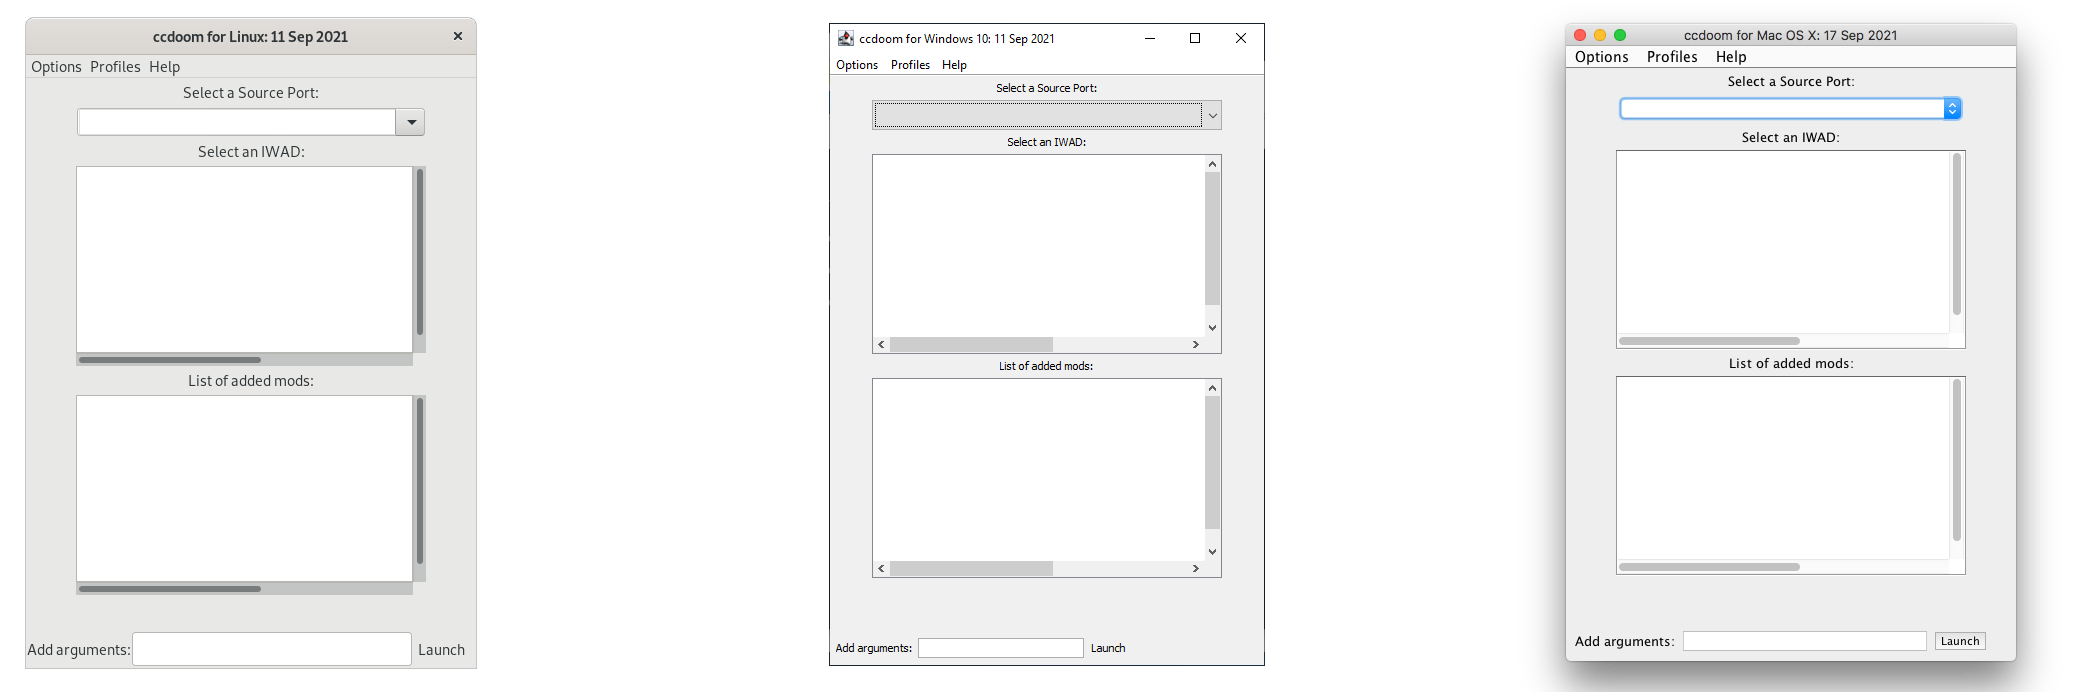 ccdoom for Linux: 11 Sep 2021
Options Profiles Help
Select a Source Port:
Select an IWAD:
List of added mods:
Add arguments: Launch
ccdoom for Windows 10: 11 Sep 2021
Options Profiles Help
Select a Source Port:
Select an IWAD:
List of added mods:
Add arguments: Launch
ccdoom for Mac OS X: 17 Sep 2021
Options Profiles Help
Select a Source Port:
Select an IWAD:
List of added mods:
Add arguments: Launch